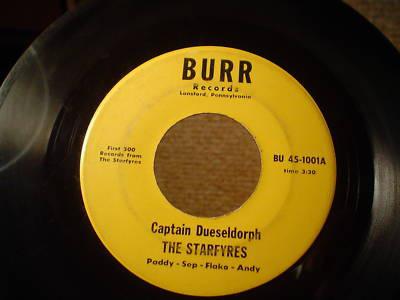 BURR
Records
Lansford, Pennsylvania
First 500
Records from
The Starfyres
BU 45-1001A
time 3:30
Captain Dueseldorph
THE STARFYRES
Paddy - Sep - Flaka - Andy